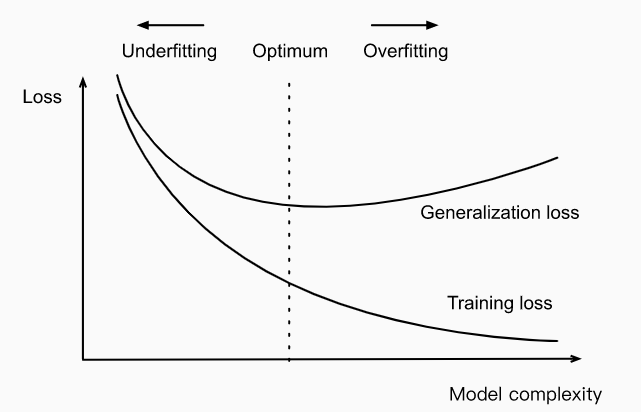 Underfitting Optimum Overfitting
Loss
Generalization loss
Training loss
Model complexity